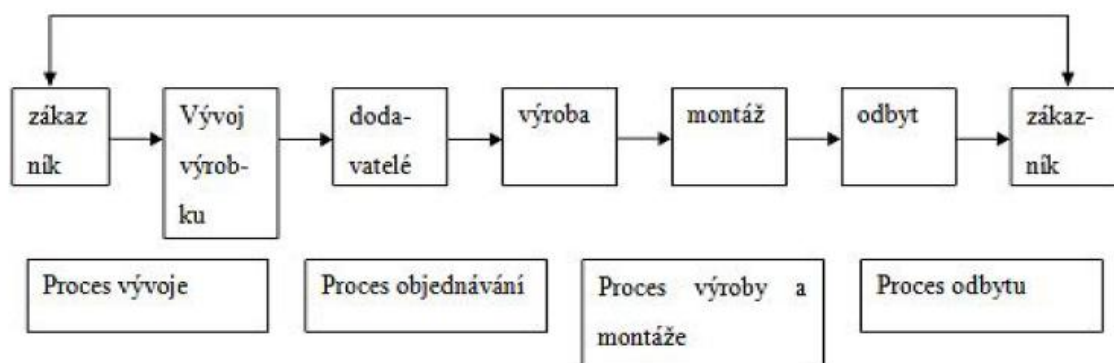 zákaz
ník
Vývoj
výrob-
ku
doda-
vatelé
výroba
montáž
odbyt
zákaz-
ník
Proces vývoje
Proces objednávání
Proces výroby a
montáže
Proces odbytu